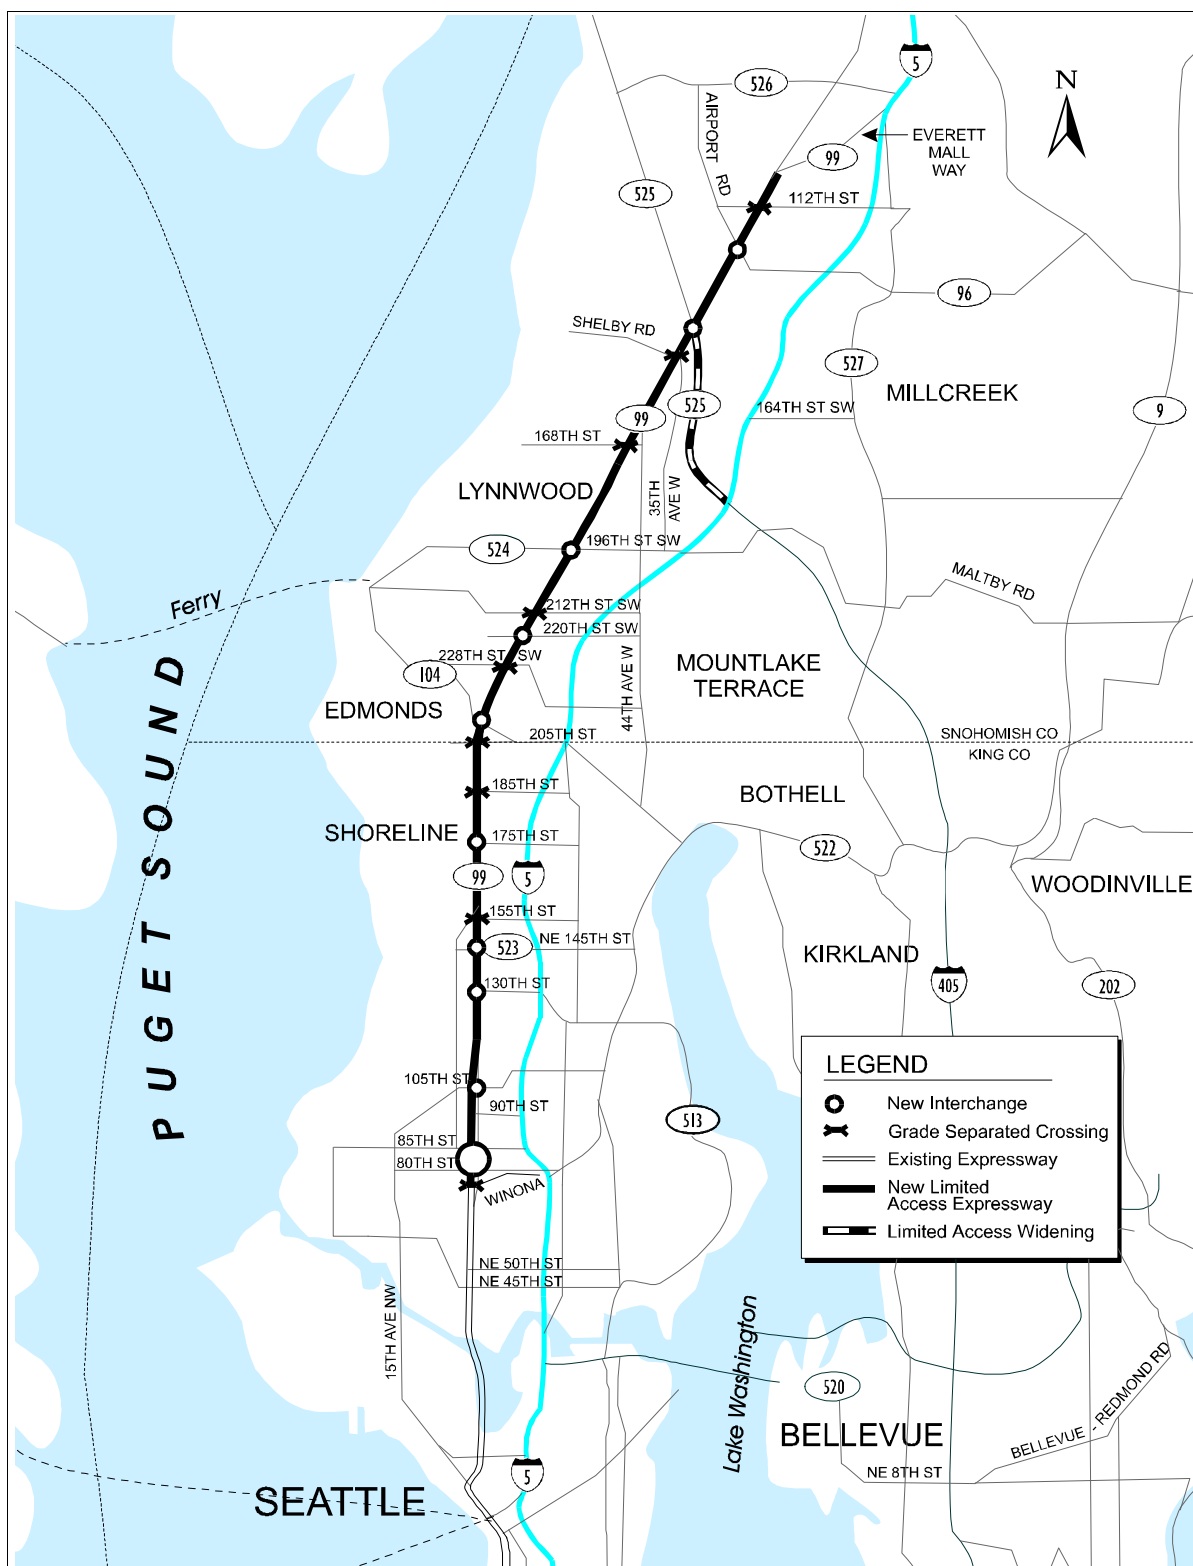 5
N
526
AIRPORT RD
EVERETT
MALL
WAY
99
525
112TH ST
96
SHELBY RD
527
MILLCREEK
525
164TH ST SW
9
99
168TH ST
LYNNWOOD
35TH
AVE W
524
196TH ST SW
MALTBY RD
Ferry
212TH ST SW
220TH ST SW
228TH ST SW
104
44TH AVE W
MOUNTLAKE
TERRACE
EDMONDS
205TH ST
SNOHOMISH CO
KING CO
PUGET SOUND
185TH ST
BOTHELL
SHORELINE
175TH ST
522
99
5
WOODINVILLE
155TH ST
523
NE 145TH ST
KIRKLAND
130TH ST
405
202
105TH ST
90TH ST
513
85TH ST
80TH ST
WINONA
LEGEND
New Interchange
Grade Separated Crossing
Existing Expressway
New Limited
Access Expressway
Limited Access Widening
NE 50TH ST
NE 45TH ST
15TH AVE NW
Lake Washington
520
BELLEVUE - REDMOND RD
BELLEVUE
NE 8TH ST
5
SEATTLE